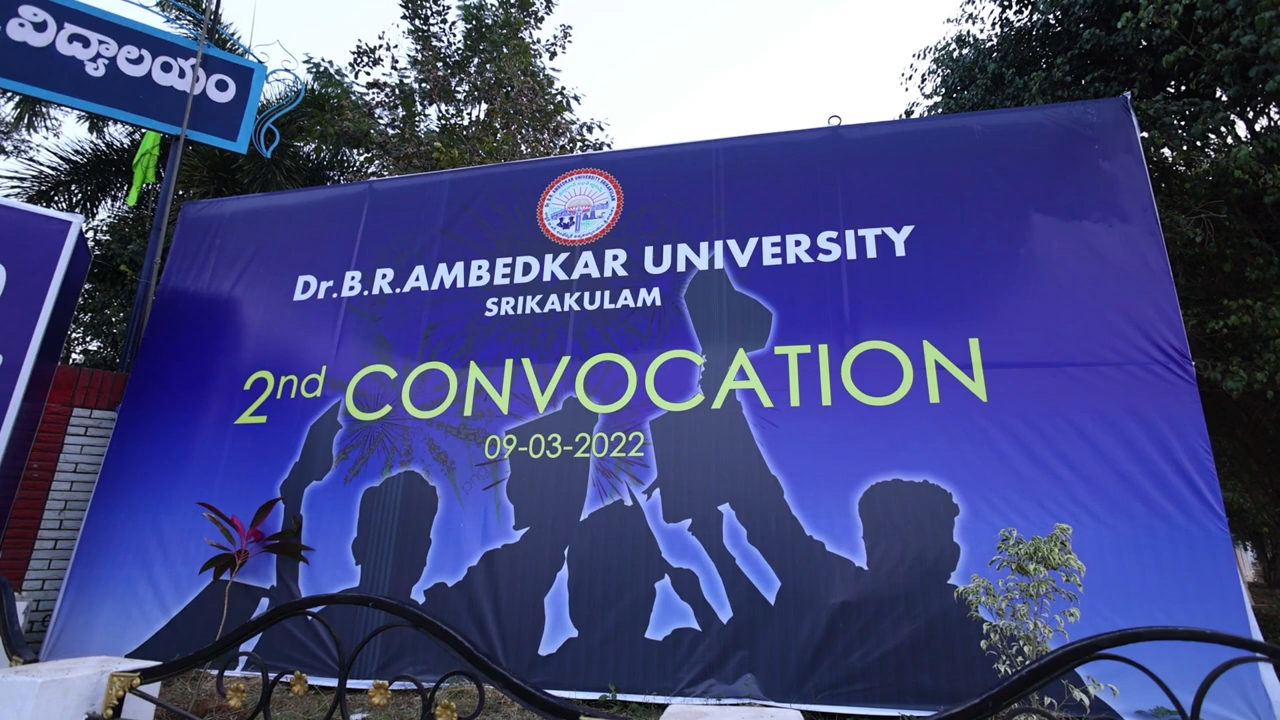 విద్యాలయం
Dr.B.R.AMBEDKAR UNIVERSITY
SRIKAKULAM
2nd CONVOCATION
09-03-2022